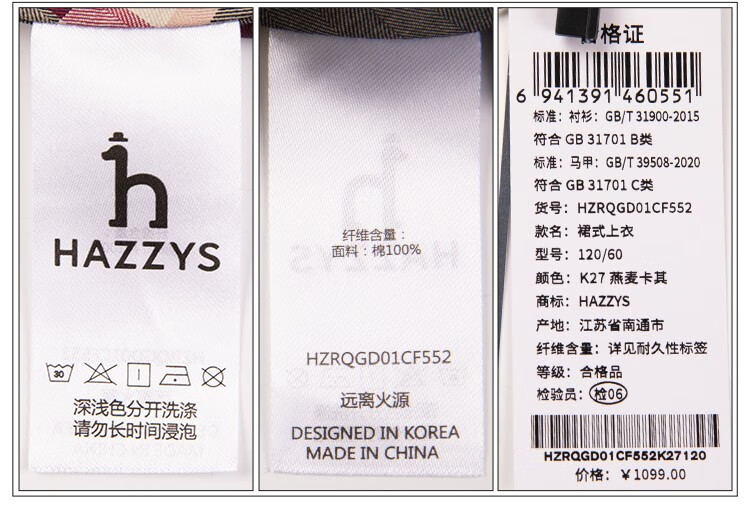 HAZZYS
30
深浅色分开洗涤
请勿长时间浸泡
纤维含量：
面料：棉100%
HZRQGD01CF552
远离火源
DESIGNED IN KOREA
MADE IN CHINA
格证
6 941391 460551
标准：衬衫：GB/T 31900-2015
符合 GB 31701 B类
标准：马甲：GB/T 39508-2020
符合 GB 31701 C类
货号：HZRQGD01CF552
款名：裙式上衣
型号：120/60
颜色：K27 燕麦卡其
商标：HAZZYS
产地：江苏省南通市
纤维含量：详见耐久性标签
等级：合格品
检验员：检06
HZRQGD01CF552K27120
价格：￥1099.00